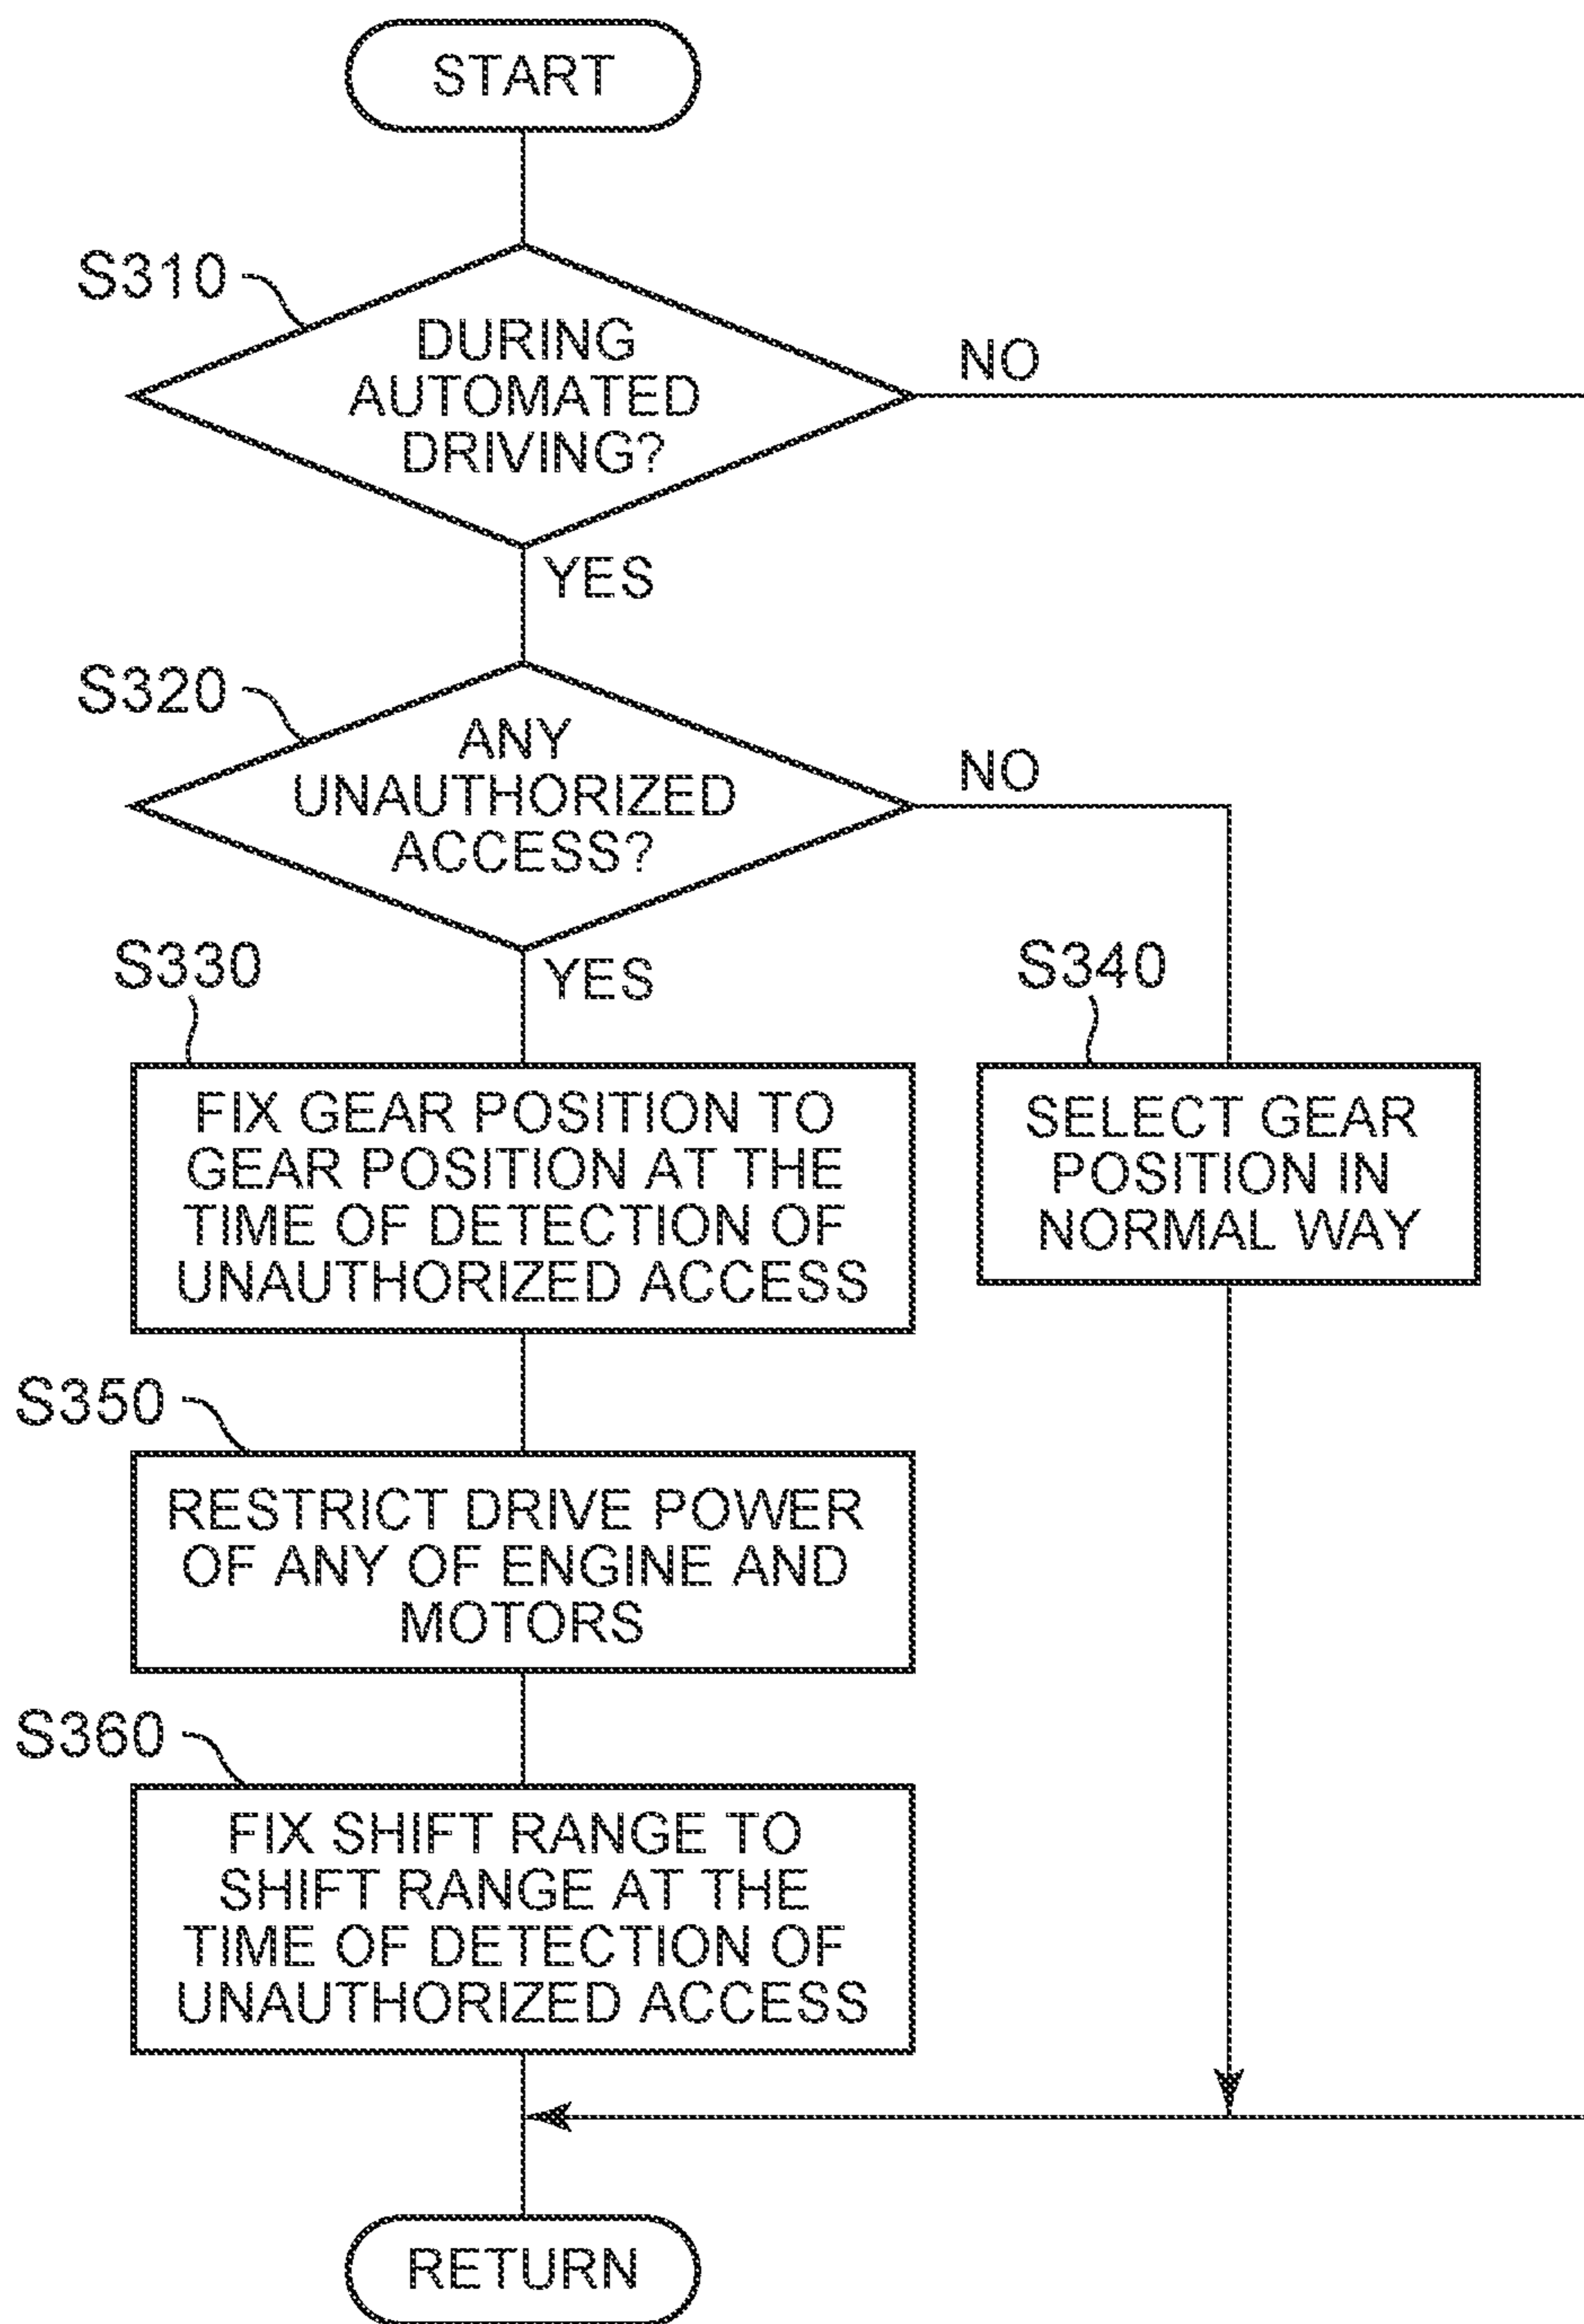 START
S310
DURING
AUTOMATED
DRIVING?
NO
YES
S320
ANY
UNAUTHORIZED
ACCESS?
NO
YES
S330
FIX GEAR POSITION TO
GEAR POSITION AT THE
TIME OF DETECTION OF
UNAUTHORIZED ACCESS
S340
SELECT GEAR
POSITION IN
NORMAL WAY
S350
RESTRICT DRIVE POWER
OF ANY OF ENGINE AND
MOTORS
S360
FIX SHIFT RANGE TO
SHIFT RANGE AT THE
TIME OF DETECTION OF
UNAUTHORIZED ACCESS
RETURN